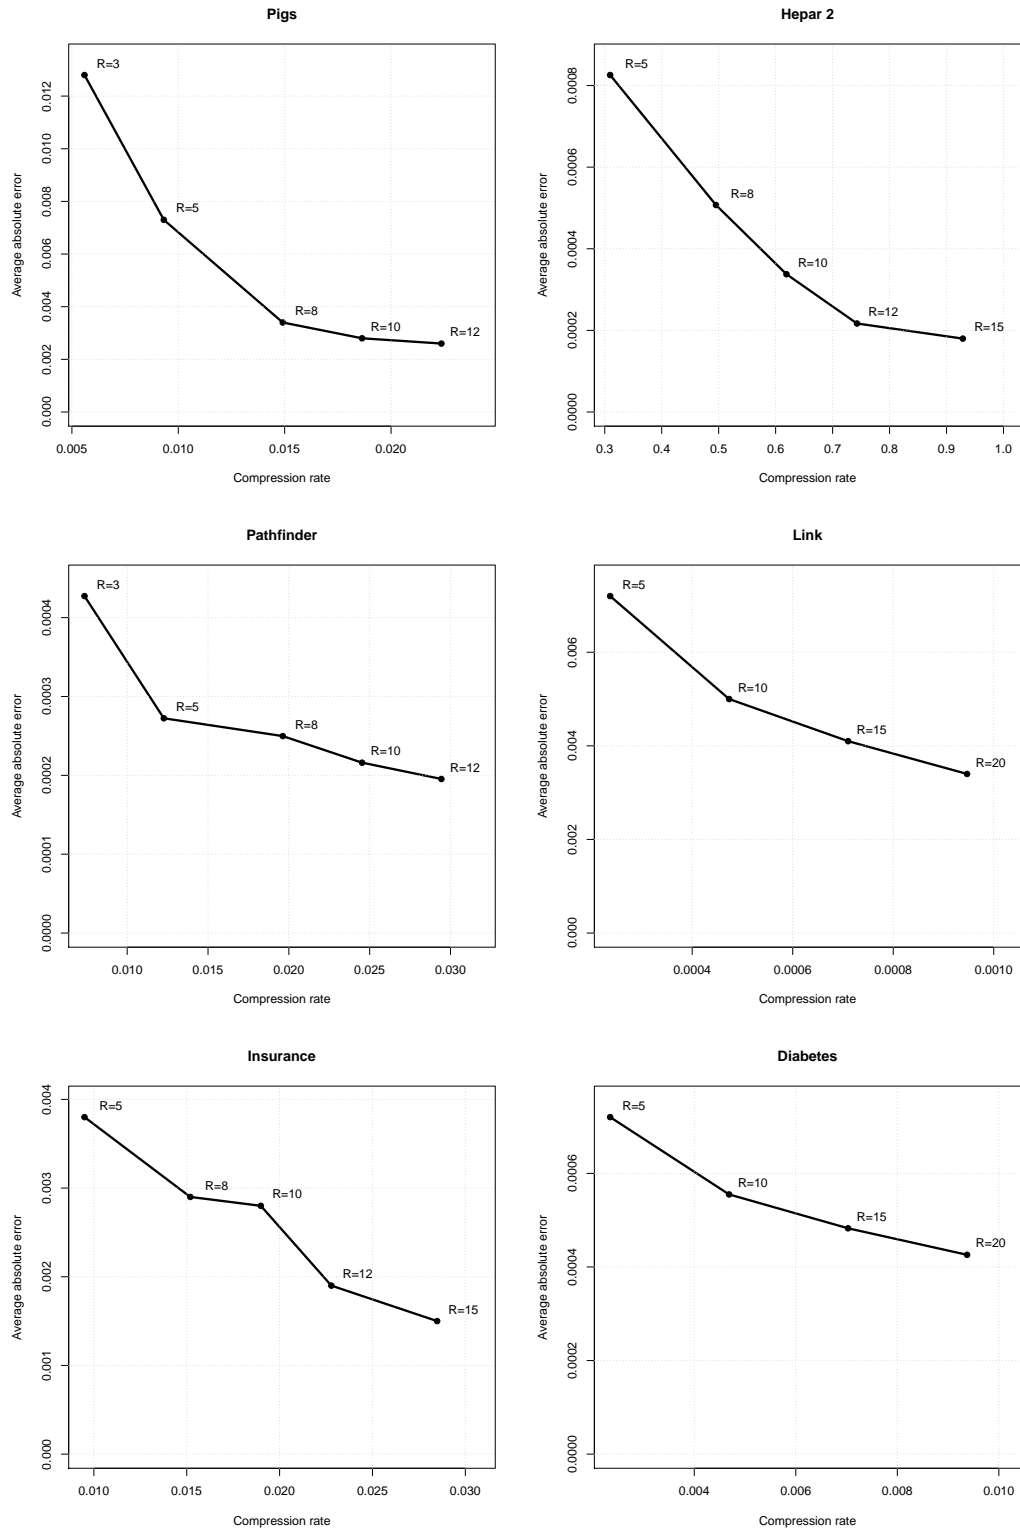 Pigs
R=3
R=5
R=8
R=10
R=12
0.000
0.002
0.004
0.006
0.008
0.010
0.012
Average absolute error
0.005
0.010
0.015
0.020
Compression rate
Hepar 2
R=5
R=8
R=10
R=12
R=15
0.0000
0.0002
0.0004
0.0006
0.0008
Average absolute error
0.3
0.4
0.5
0.6
0.7
0.8
0.9
1.0
Compression rate
Pathfinder
R=3
R=5
R=8
R=10
R=12
0.0000
0.0001
0.0002
0.0003
0.0004
Average absolute error
0.010
0.015
0.020
0.025
0.030
Compression rate
Link
R=5
R=10
R=15
R=20
0.000
0.002
0.004
0.006
Average absolute error
0.0004
0.0006
0.0008
0.0010
Compression rate
Insurance
R=5
R=8
R=10
R=12
R=15
0.000
0.001
0.002
0.003
0.004
Average absolute error
0.010
0.015
0.020
0.025
0.030
Compression rate
Diabetes
R=5
R=10
R=15
R=20
0.0000
0.0002
0.0004
0.0006
Average absolute error
0.004
0.006
0.008
0.010
Compression rate